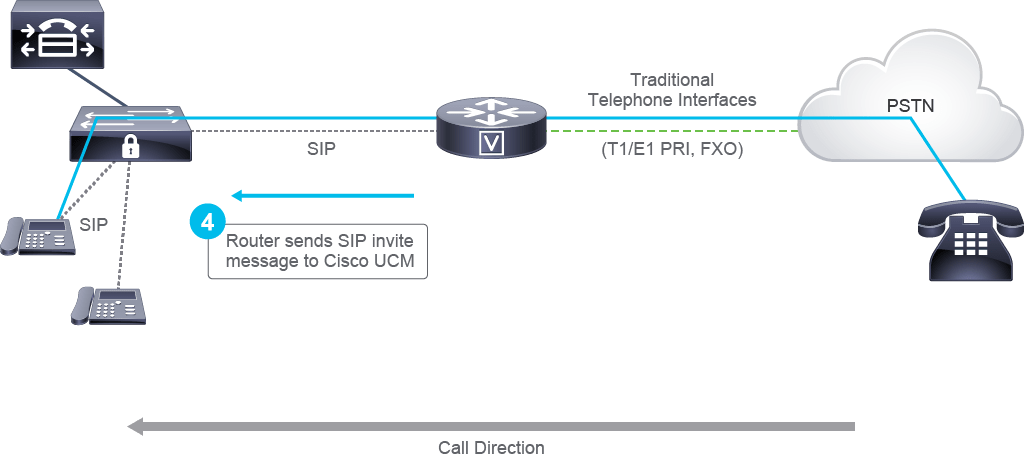 Traditional
Telephone Interfaces
PSTN
SIP
(T1/E1 PRI, FXO)
V
SIP
4
Router sends SIP invite
message to Cisco UCM
Call Direction